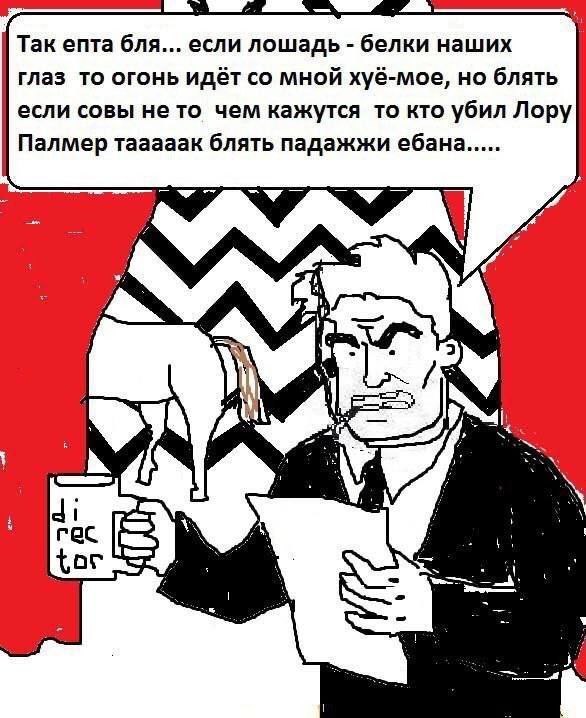 Так епта бля... если лошадь - белки наших
глаз то огонь идёт со мной хуё-мое, но блять
если совы не то чем кажутся то кто убил Лору
Палмер тааааак блять падажжи ебана.....
di
rec
tor